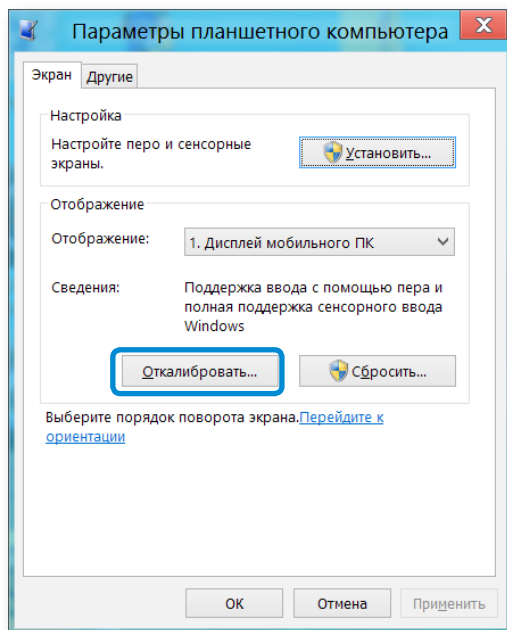 Параметры планшетного компьютера
X
Экран Другие
Настройка
Настройте перо и сенсорные
экраны.
Установить...
Отображение
Отображение: 1. Дисплей мобильного ПК
Сведения: Поддержка ввода с помощью пера и
полная поддержка сенсорного ввода
Windows
Откалибровать... Сбросить...
Выберите порядок поворота экрана.Перейдите к
ориентации
ОК Отмена Применить